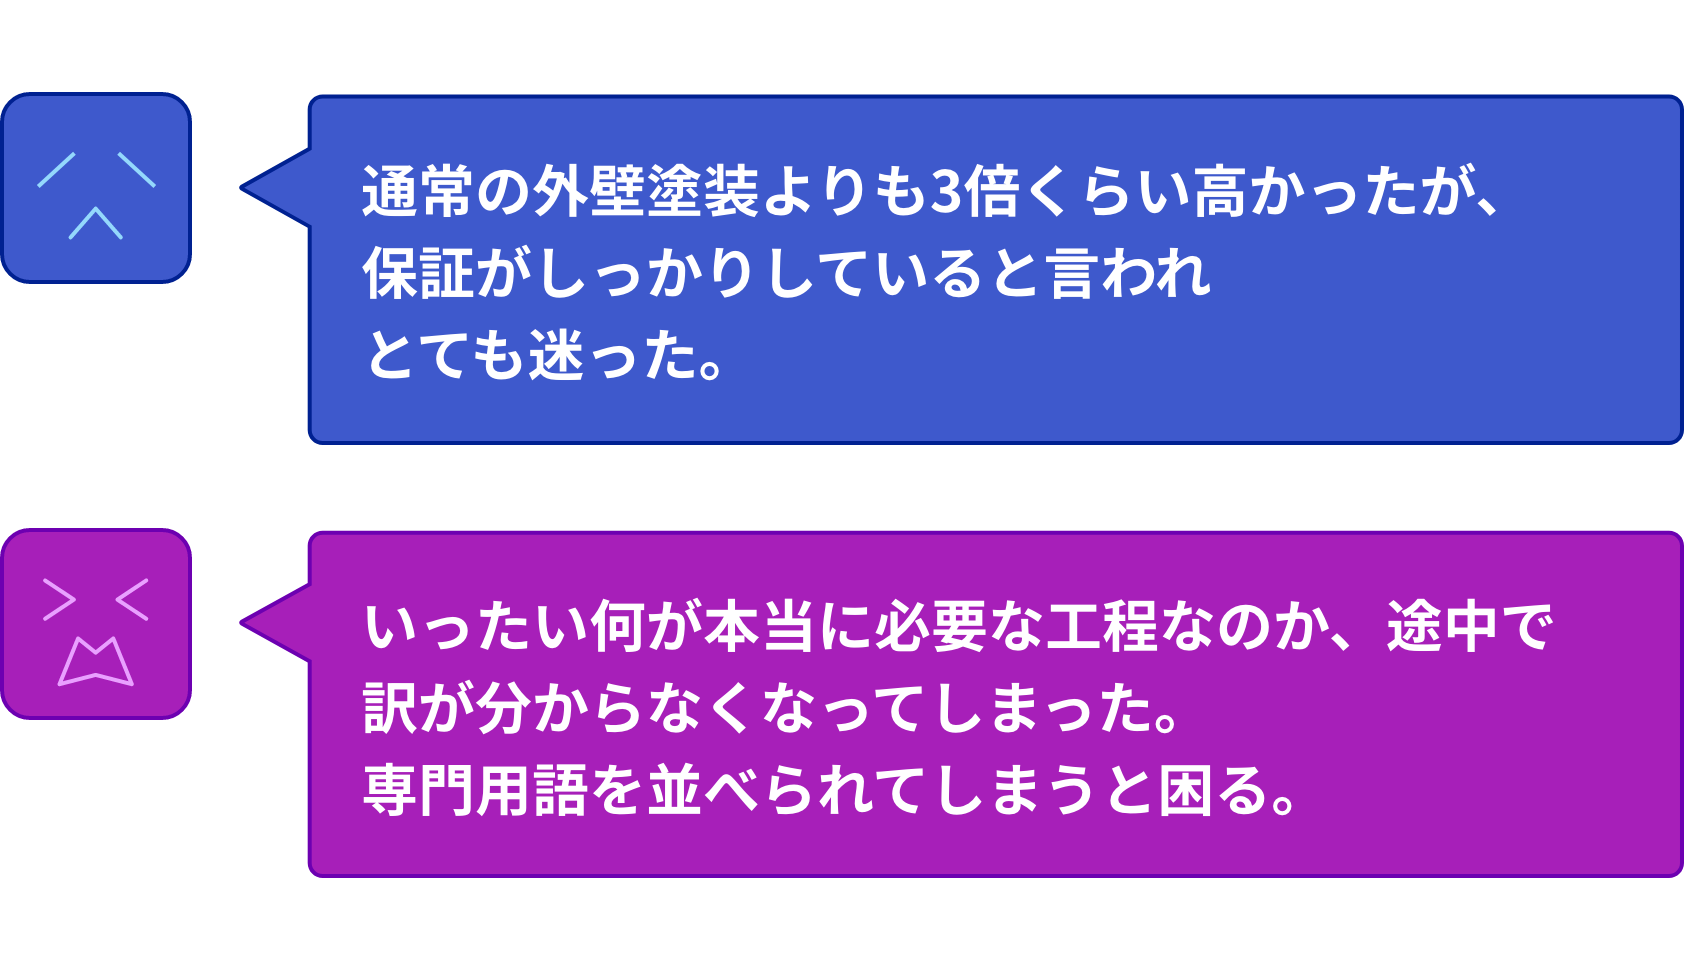 通常の外壁塗装よりも3倍くらい高かったが、
保証がしっかりしていると言われ
とても迷った。
いったい何が本当に必要な工程なのか、途中で
訳が分からなくなってしまった。
専門用語を並べられてしまうと困る。